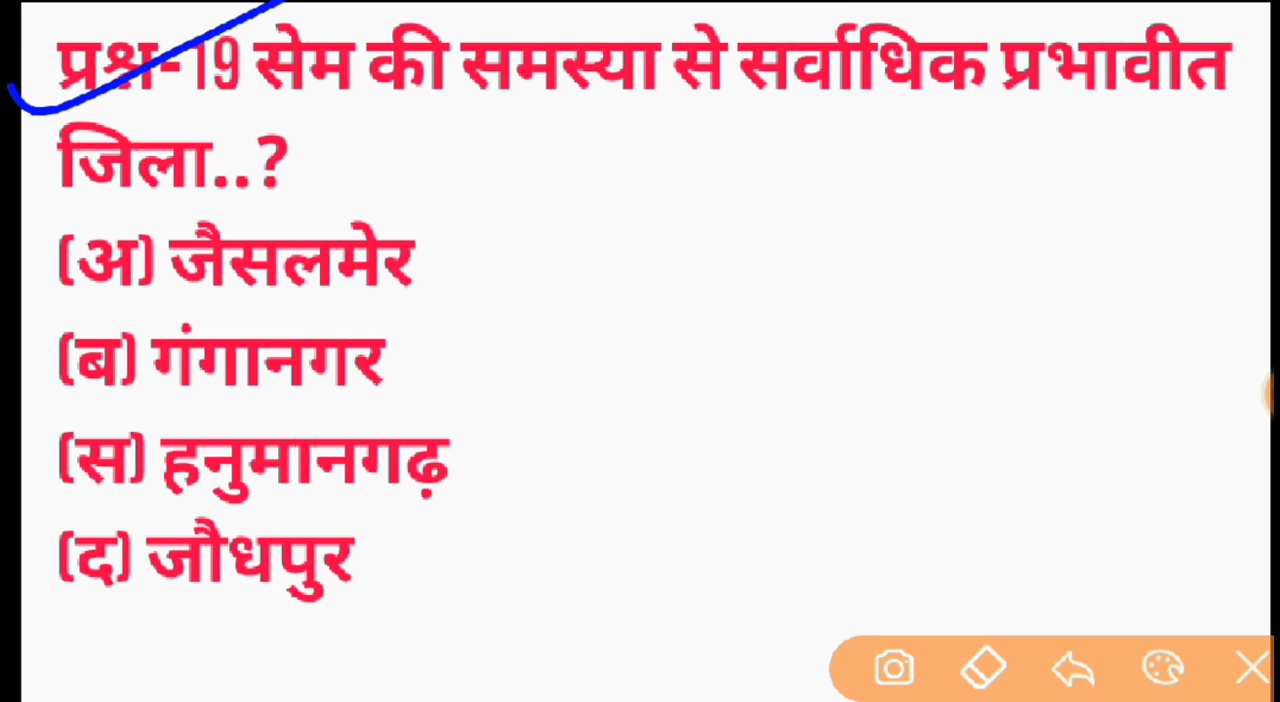 प्रश्न-19 सेम की समस्या से सर्वाधिक प्रभावीत
जिला..?
(अ) जैसलमेर
(ब) गंगानगर
(स) हनुमानगढ़
(द) जौधपुर